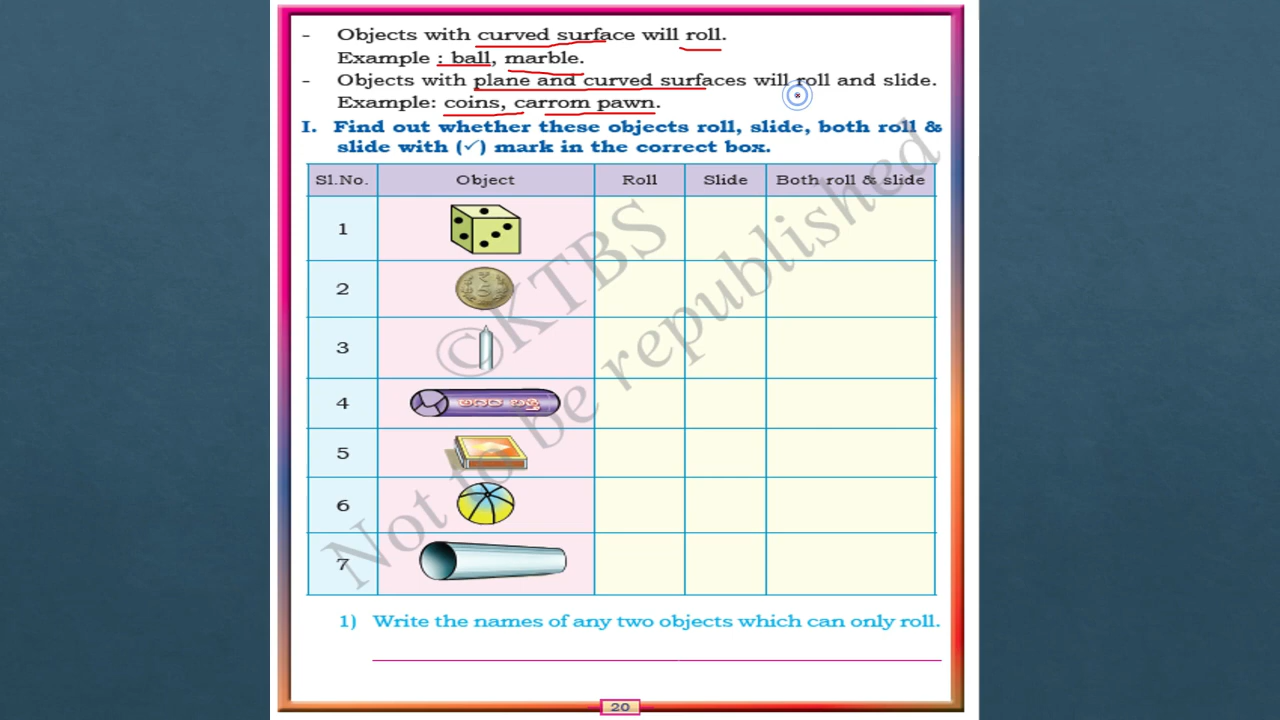 - Objects with curved surface will roll.
Example : ball, marble.
- Objects with plane and curved surfaces will roll and slide.
Example: coins, carrom pawn.
I. Find out whether these objects roll, slide, both roll &
slide with (✓) mark in the correct box.
Sl.No. Object Roll Slide Both roll & slide
1
2
3
4
5
6
7
©KTBS
Not to be republished
1) Write the names of any two objects which can only roll.
20